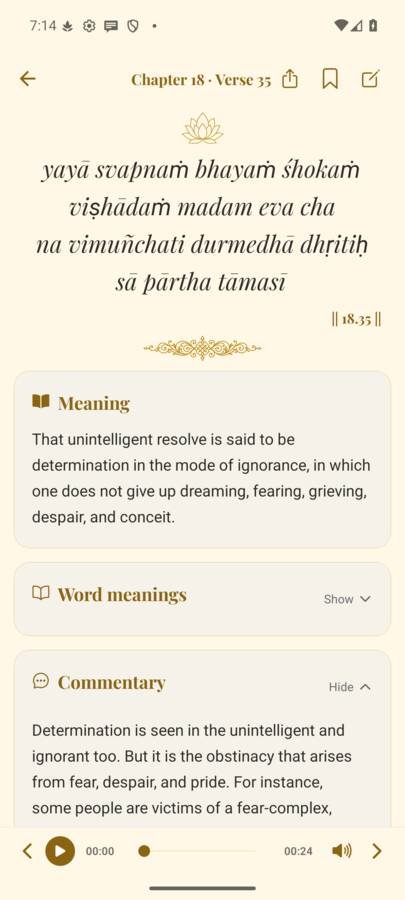 7:14
Chapter 18 · Verse 35
yayā svapnaṁ bhayaṁ śhokaṁ
viṣhādaṁ madam eva cha
na vimuñchati durmedhā dhṛitiḥ
sā pārtha tāmasī
|| 18.35 ||
Meaning
That unintelligent resolve is said to be
determination in the mode of ignorance, in which
one does not give up dreaming, fearing, grieving,
despair, and conceit.
Word meanings
Show
Commentary
Hide
Determination is seen in the unintelligent and
ignorant too. But it is the obstinacy that arises
from fear, despair, and pride. For instance,
some people are victims of a fear-complex,
00:00
00:24